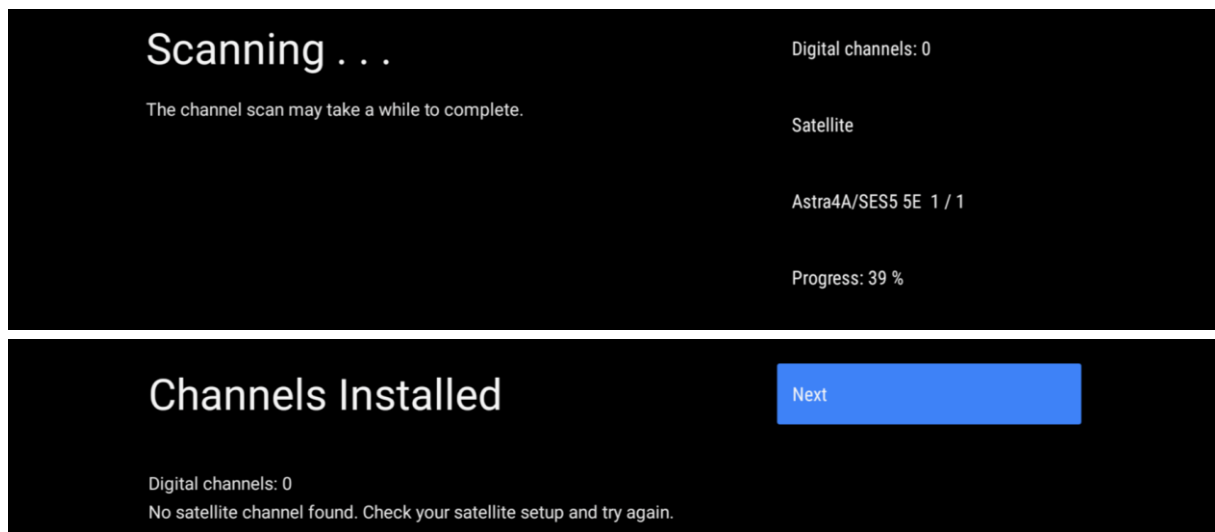 Scanning . . .
The channel scan may take a while to complete.
Digital channels: 0
Satellite
Astra4A/SES5 5E 1 / 1
Progress: 39 %
Channels Installed
Digital channels: 0
No satellite channel found. Check your satellite setup and try again.
Next